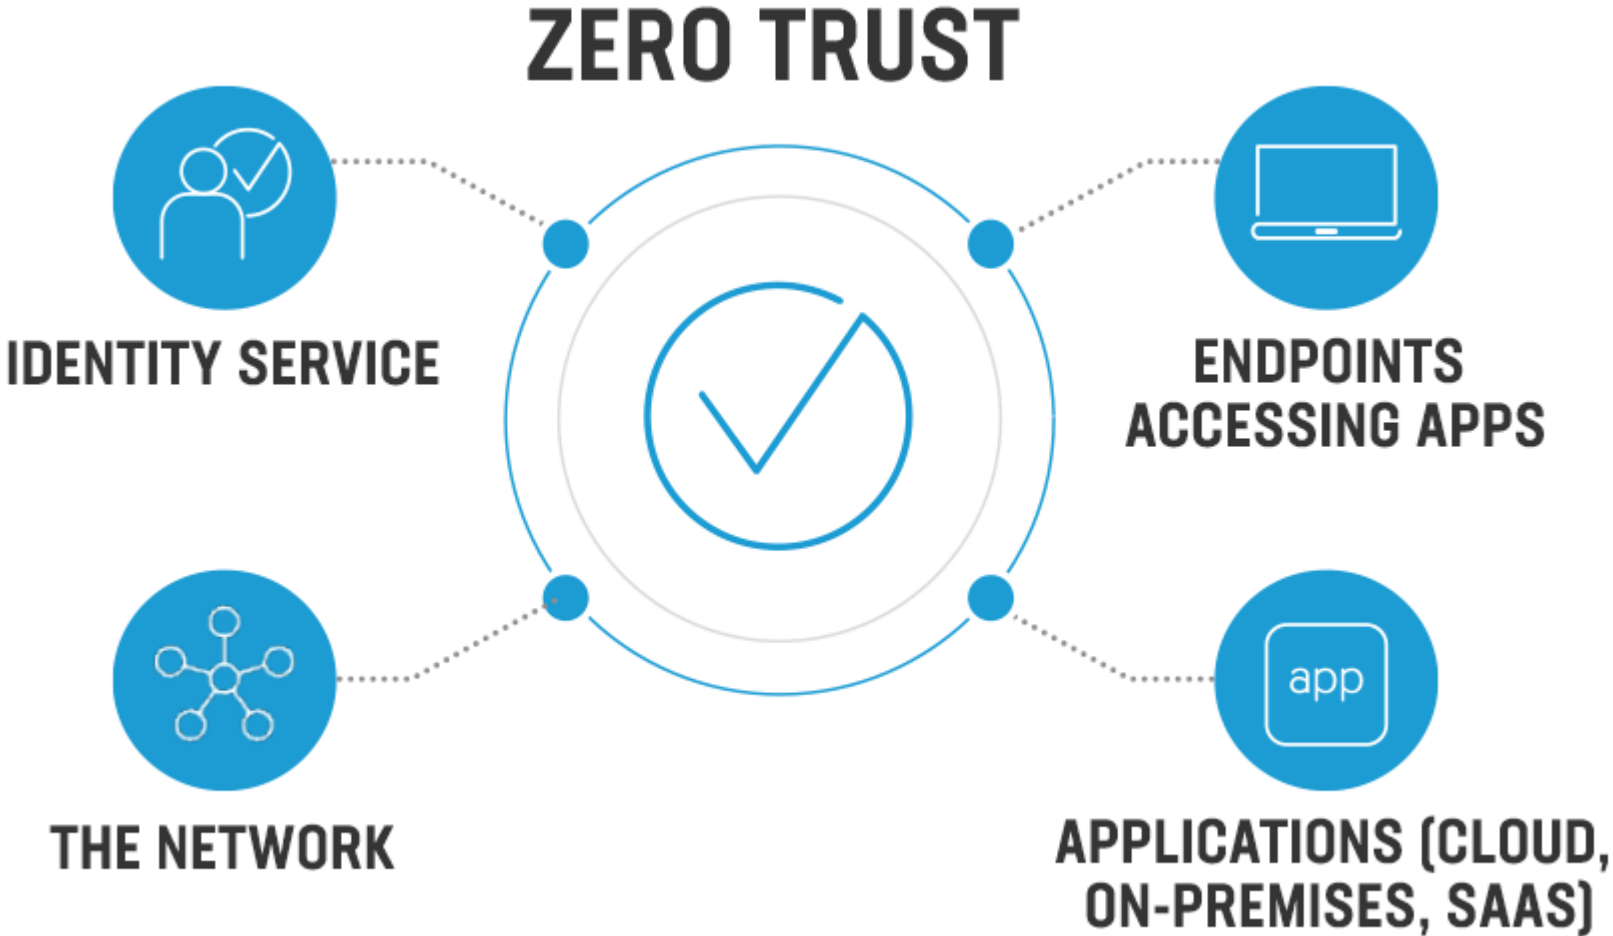 ZERO TRUST
IDENTITY SERVICE
ENDPOINTS
ACCESSING APPS
THE NETWORK
app
APPLICATIONS (CLOUD,
ON-PREMISES, SAAS)